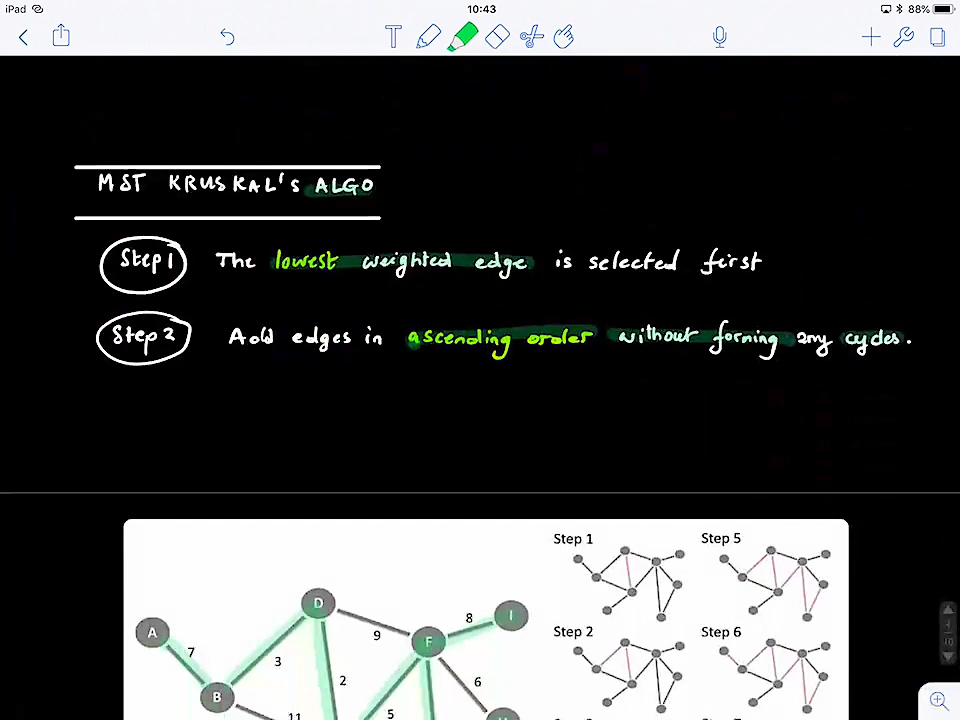 iPad
10:43
88%
MST KRUSKAL's ALGO
Step 1 The lowest weighted edge is selected first
Step 2 Add edges in ascending order without forming any cycles.
Step 1
Step 5
D
I
8
A
9
F
7
Step 2
Step 6
3
2
6
B
5
11